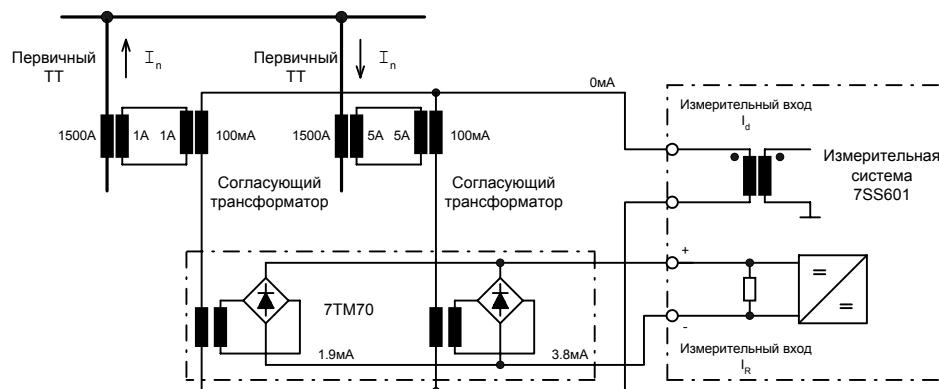 Первичный
ТТ
I n
Первичный
ТТ
I n
0мА
1500А
1А
1А
100мА
1500А
5А
5А
100мА
Измерительный вход
I d
Измерительная
система
7SS601
Согласующий
трансформатор
Согласующий
трансформатор
+
7ТМ70
=
=
-
1.9мА
3.8мА
Измерительный вход
I R